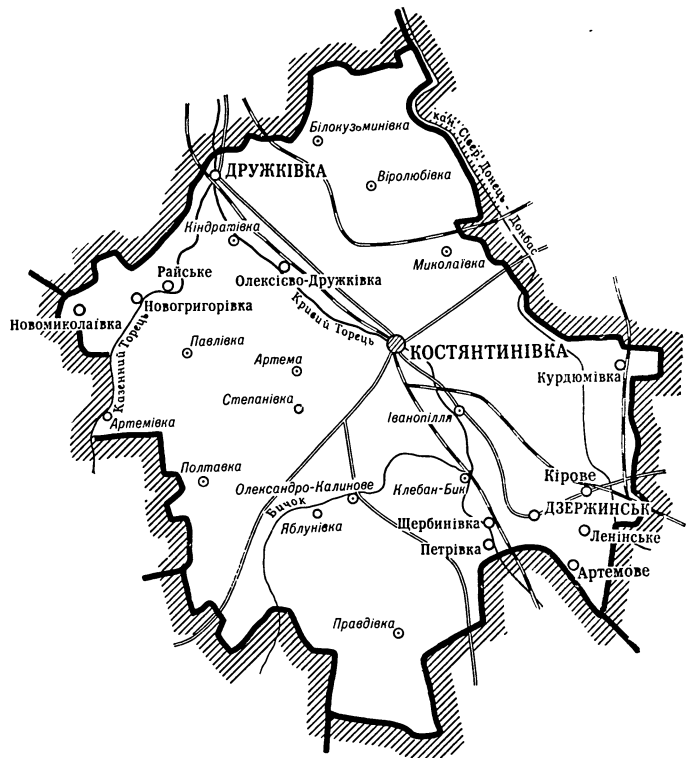 Білокузьминівка
кан. Сівер. Донець - Донбас
ДРУЖКІВКА
Віролюбівка
Кіндратівка
Миколаївка
Райське
Олексієво-Дружківка
Новогригорівка
Кривий Торець
Новомиколаївка
Казенний Торець
Павлівка
КОСТЯНТИНІВКА
Артема
Курдюмівка
Степанівка
Іванопілля
Артемівка
Полтавка
Кірове
Олександро-Калинове
Клебан-Бик
Бичок
ДЗЕРЖИНСЬК
Яблунівка
Щербинівка
Ленінське
Петрівка
Артемове
Правдівка